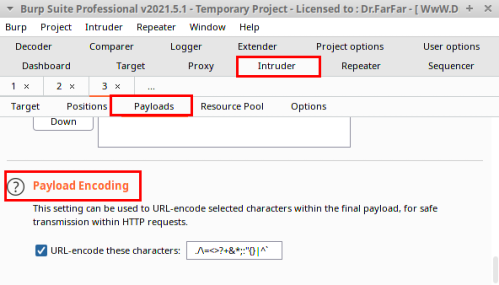 Burp Suite Professional v2021.5.1 - Temporary Project - Licensed to : Dr.FarFar - [ WwW.D
Burp Project Intruder Repeater Window Help
Decoder Comparer Logger Extender Project options User options
Dashboard Target Proxy Intruder Repeater Sequencer
1 × 2 × 3 × ...
Target Positions Payloads Resource Pool Options
Down
? Payload Encoding
This setting can be used to URL-encode selected characters within the final payload, for safe
transmission within HTTP requests.
URL-encode these characters: ./\=<>?+&*;:"{}|^`